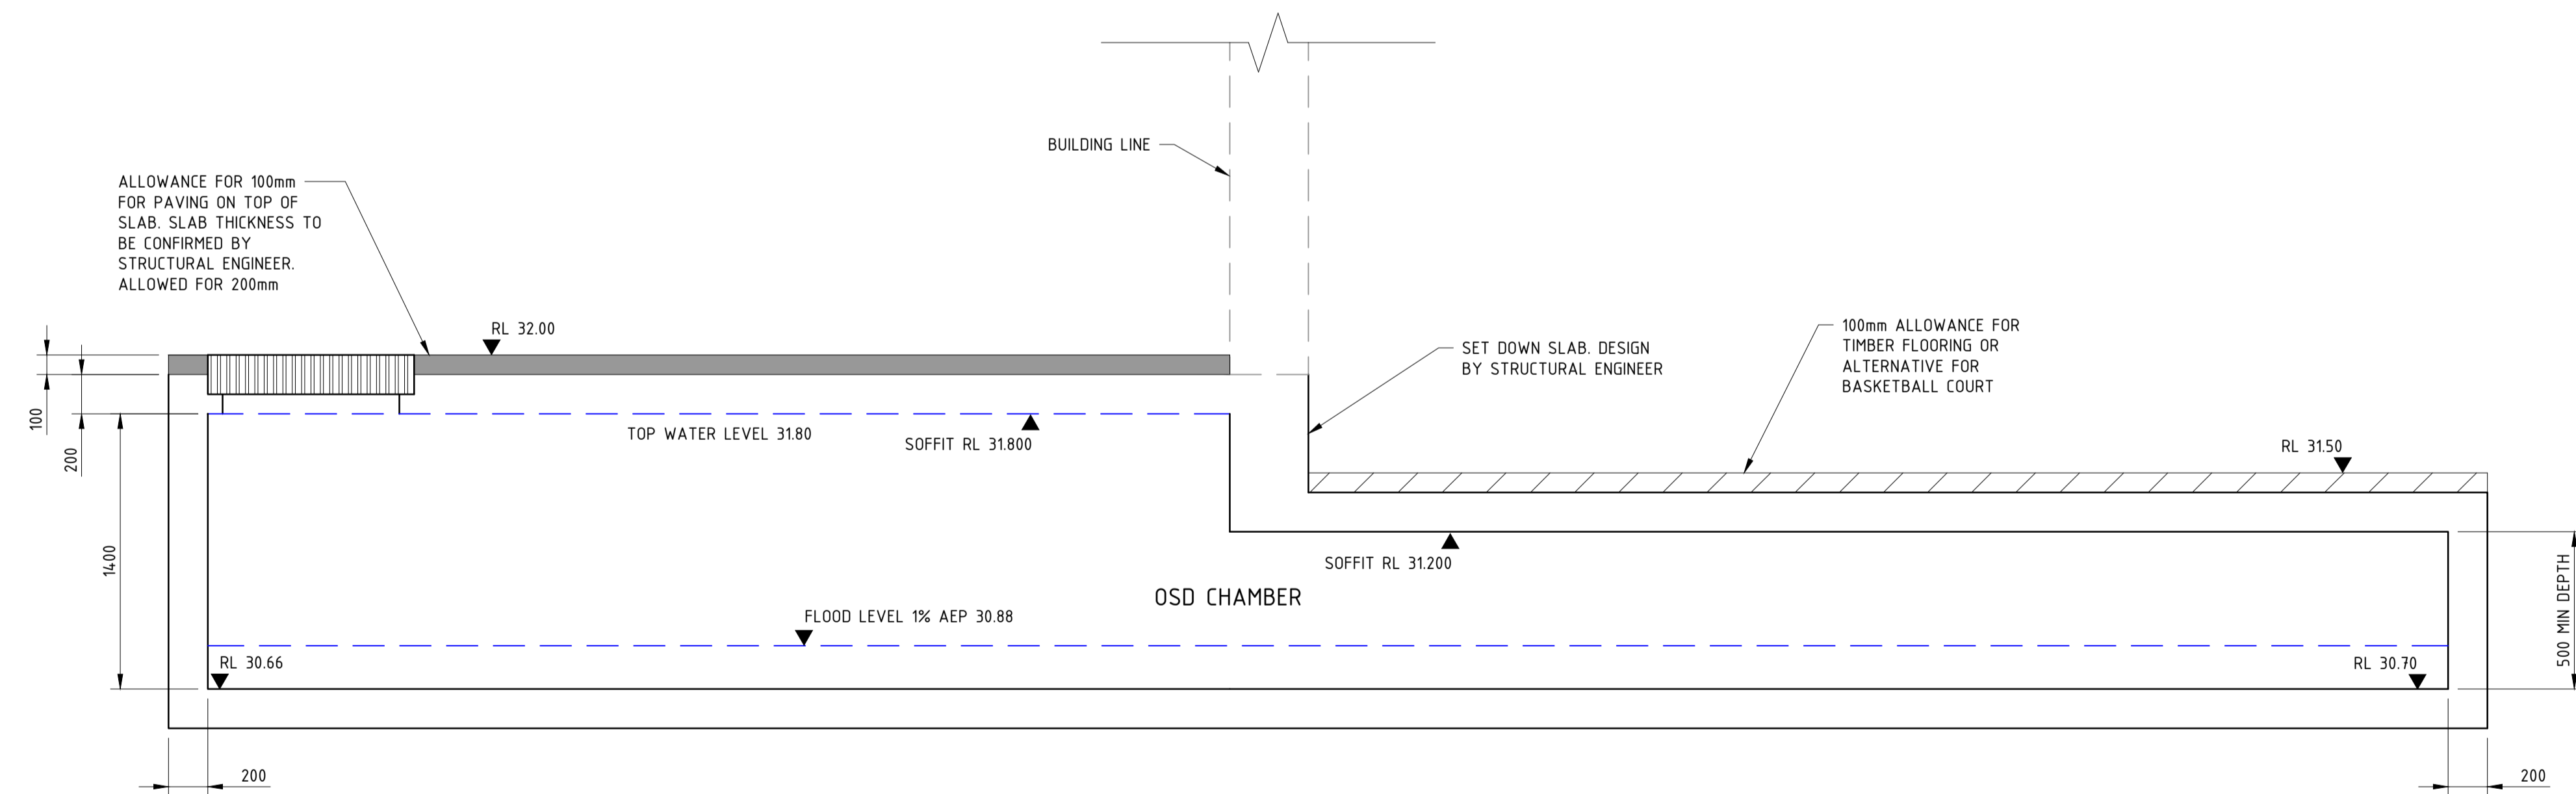 BUILDING LINE
ALLOWANCE FOR 100mm
FOR PAVING ON TOP OF
SLAB. SLAB THICKNESS TO
BE CONFIRMED BY
STRUCTURAL ENGINEER.
ALLOWED FOR 200mm
RL 32.00
SET DOWN SLAB. DESIGN
BY STRUCTURAL ENGINEER
100mm ALLOWANCE FOR
TIMBER FLOORING OR
ALTERNATIVE FOR
BASKETBALL COURT
100
200
1400
TOP WATER LEVEL 31.80
SOFFIT RL 31.800
RL 31.50
SOFFIT RL 31.200
OSD CHAMBER
FLOOD LEVEL 1% AEP 30.88
RL 30.66
RL 30.70
500 MIN DEPTH
200
200